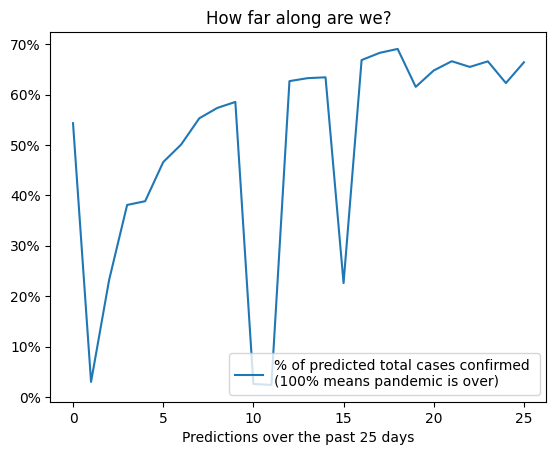 How far along are we?
70%
60%
50%
40%
30%
20%
10%
0%
% of predicted total cases confirmed
(100% means pandemic is over)
0 5 10 15 20 25
Predictions over the past 25 days